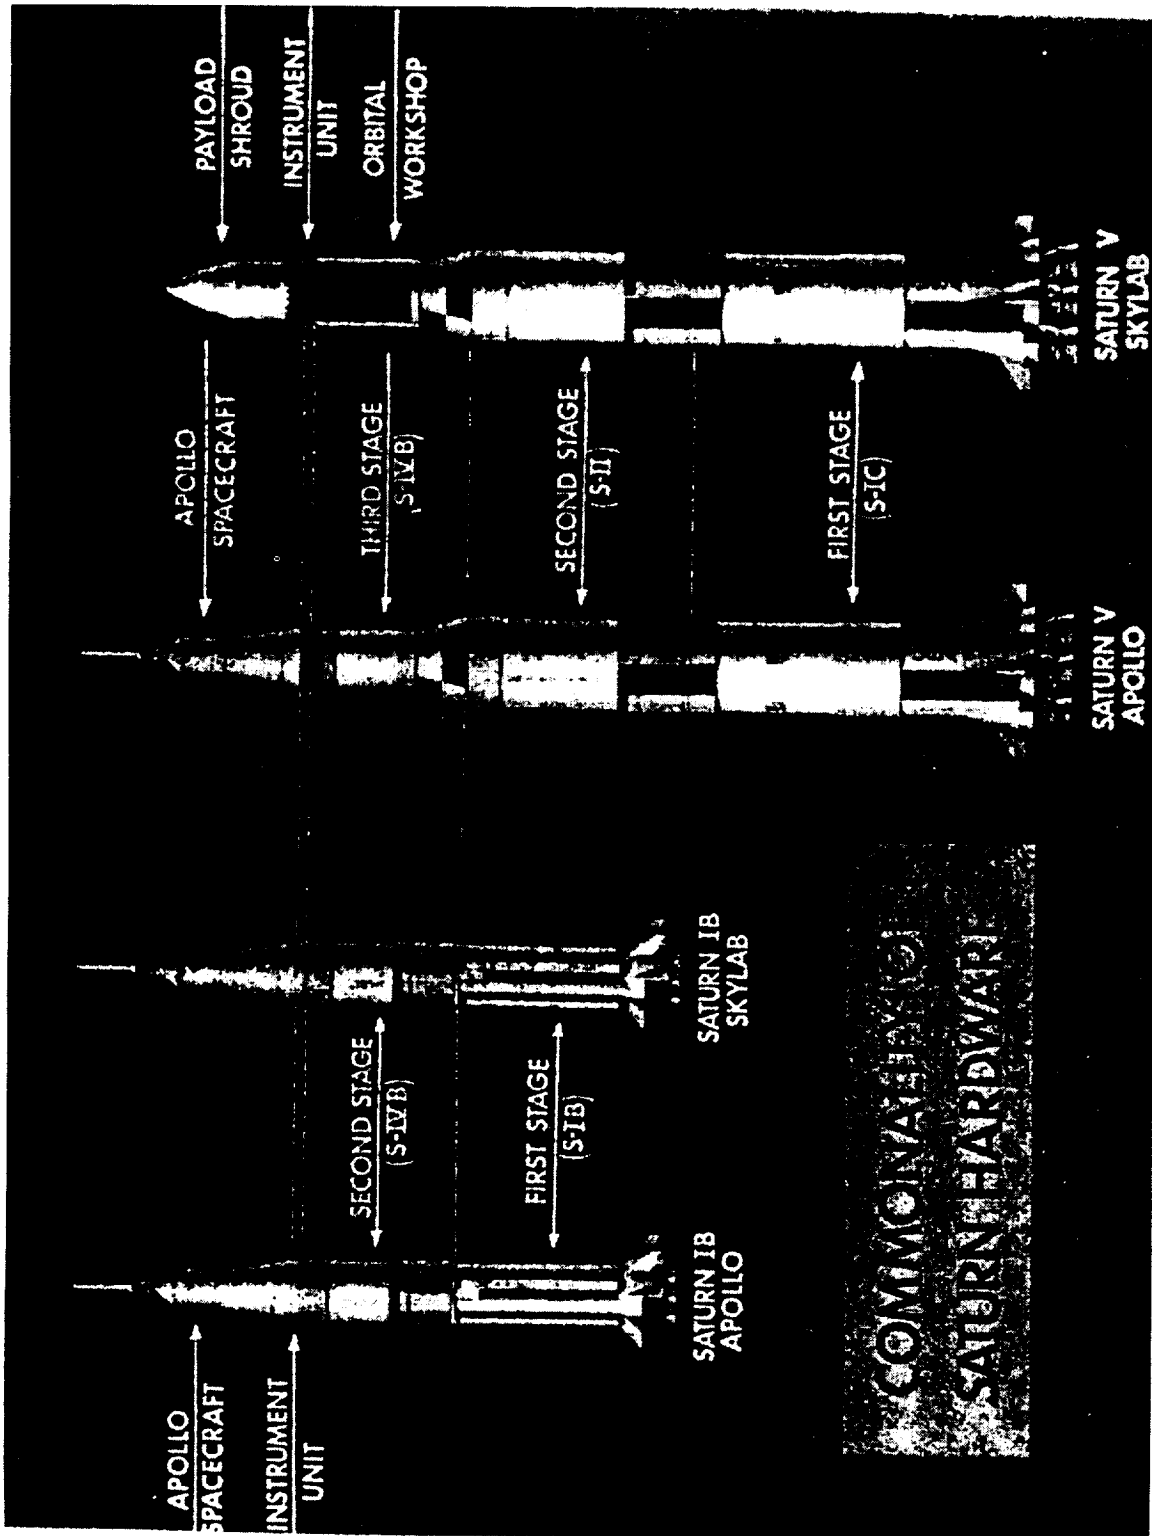 APOLLO
SPACECRAFT
INSTRUMENT
UNIT
SECOND STAGE
(S-IVB)
FIRST STAGE
(S-IB)
SATURN IB
APOLLO
SATURN IB
SKYLAB
APOLLO
SPACECRAFT
THIRD STAGE
(S-IVB)
SECOND STAGE
(S-II)
FIRST STAGE
(S-IC)
SATURN V
APOLLO
PAYLOAD
SHROUD
INSTRUMENT
UNIT
ORBITAL
WORKSHOP
SATURN V
SKYLAB
COMMONALITY OF
SATURN HARDWARE